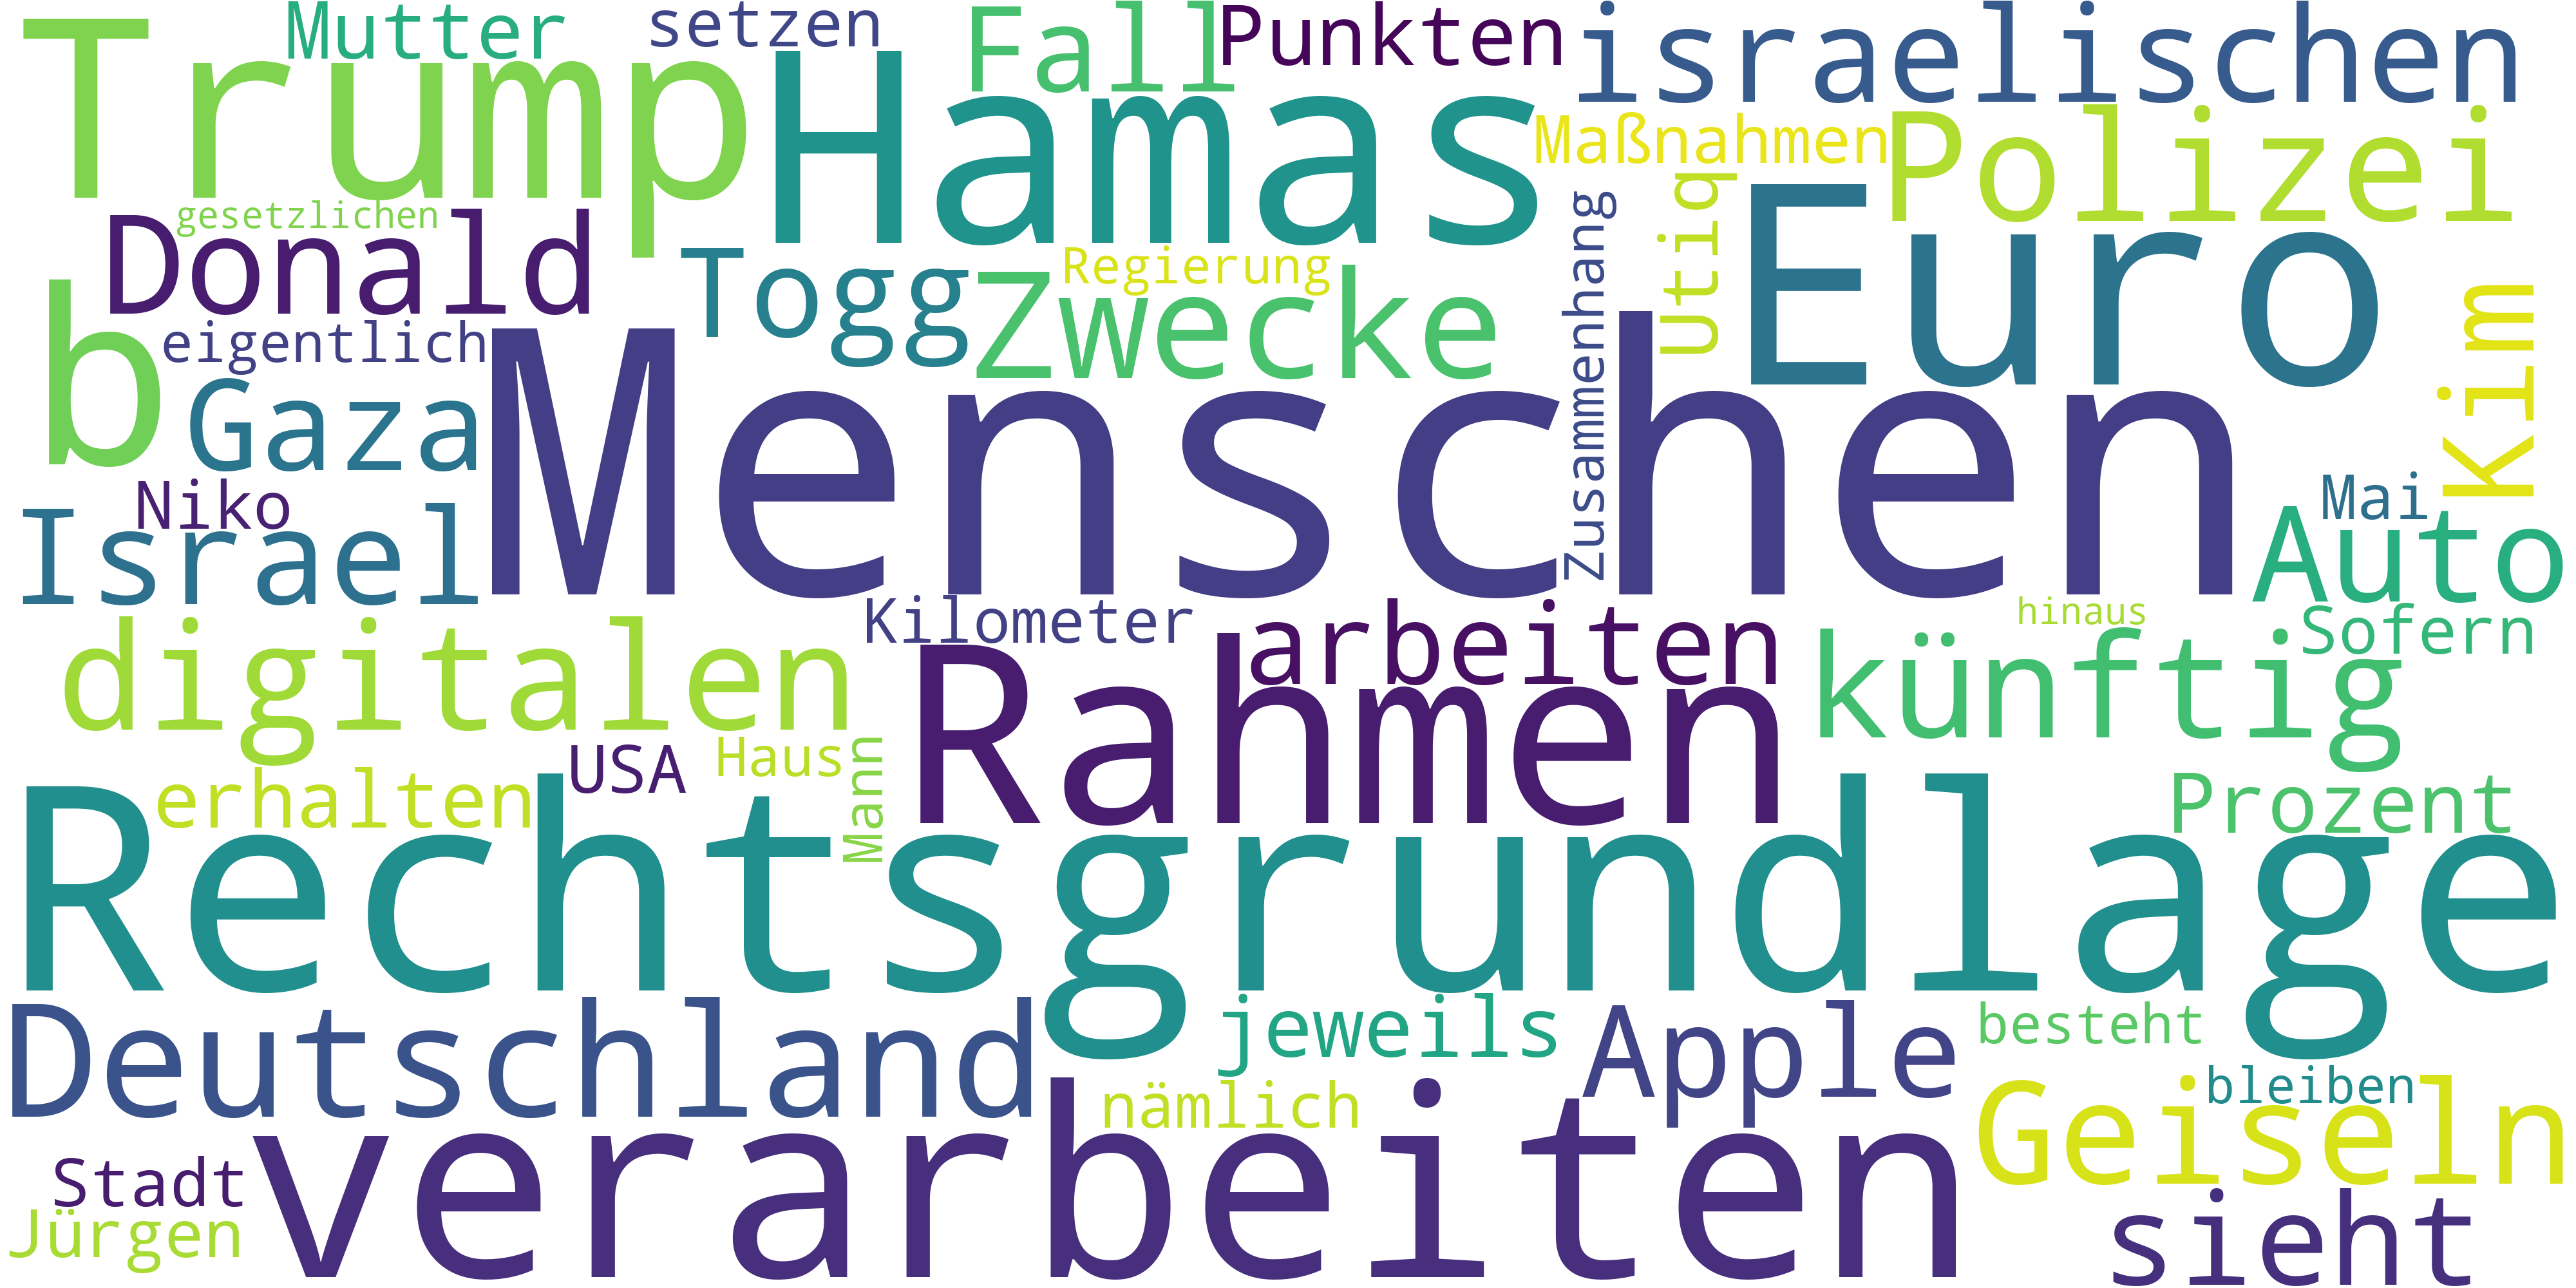 Mutter
setzen
Fall
Punkten
israelischen
Trump
Hamas
Maßnahmen
Polizei
gesetzlichen
Donald
Togg
Regierung
Zwecke
Zusammenhang
Utiq
Euro
b
eigentlich
Gaza
Menschen
Kim
Niko
Israel
Mai
Auto
digitalen
Kilometer
arbeiten
hinaus
Sofern
Rahmen
künftig
USA
Haus
Mann
erhalten
Prozent
Rechtsgrundlage
Deutschland
jeweils
Apple
besteht
nämlich
bleiben
Geiseln
Stadt
verarbeiten
Jürgen
sieht